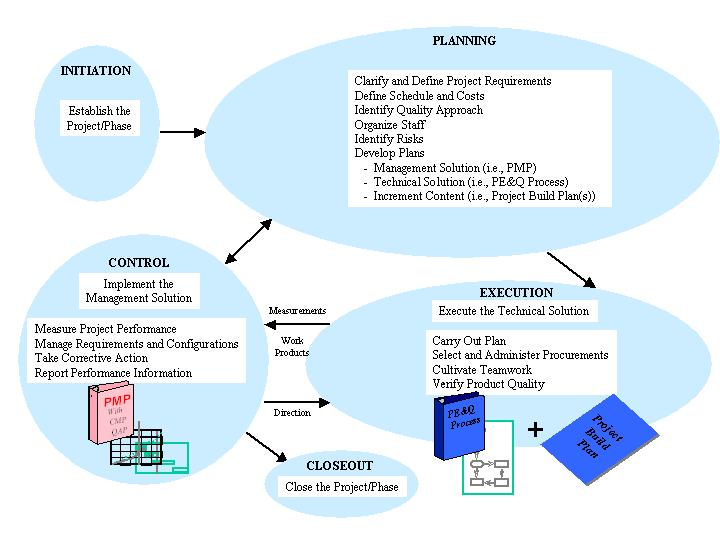 PLANNING
INITIATION
Establish the
Project/Phase
Clarify and Define Project Requirements
Define Schedule and Costs
Identify Quality Approach
Organize Staff
Identify Risks
Develop Plans
- Management Solution (i.e., PMP)
- Technical Solution (i.e., PE&Q Process)
- Increment Content (i.e., Project Build Plan(s))
CONTROL
Implement the
Management Solution
Measure Project Performance
Manage Requirements and Configurations
Take Corrective Action
Report Performance Information
PMP
With
CMP
QAP
Measurements
Work
Products
Direction
EXECUTION
Execute the Technical Solution
Carry Out Plan
Select and Administer Procurements
Cultivate Teamwork
Verify Product Quality
PE&Q
Process
+
Project
Build
Plan
CLOSEOUT
Close the Project/Phase